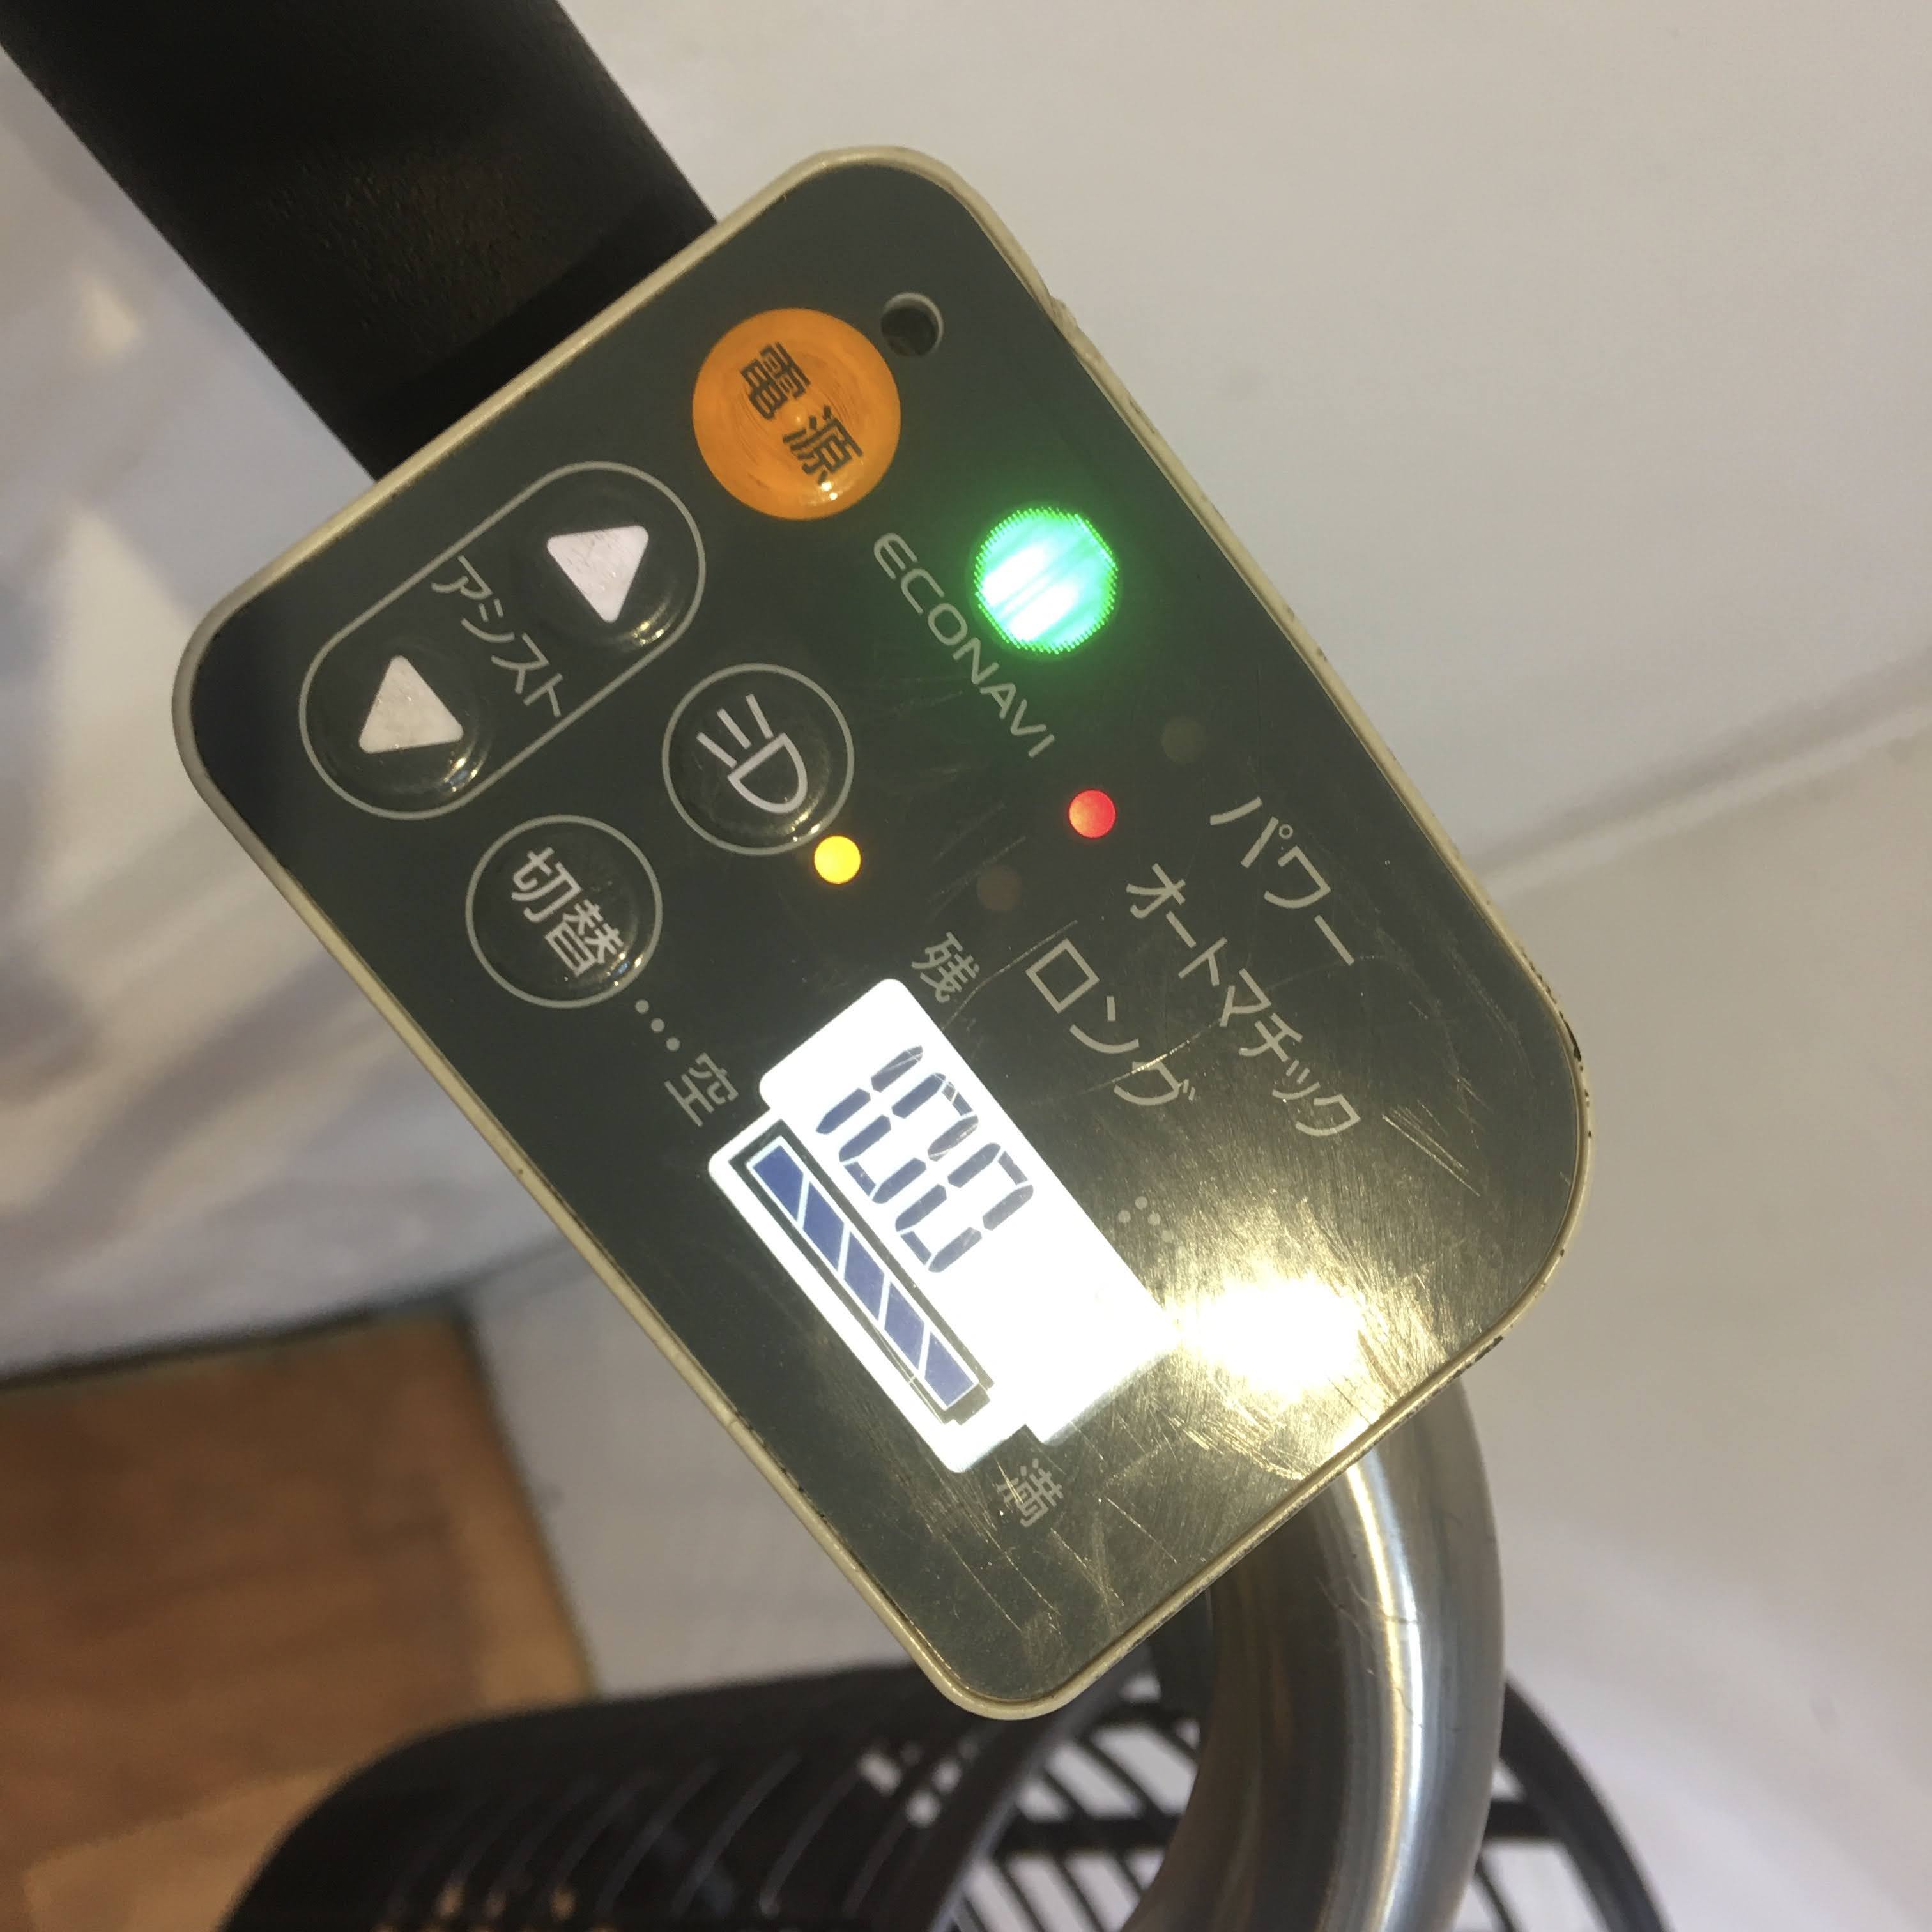 パワー
オートマチック
ロング
ECONAVI
電源
アシスト
残
100
空
満
切替